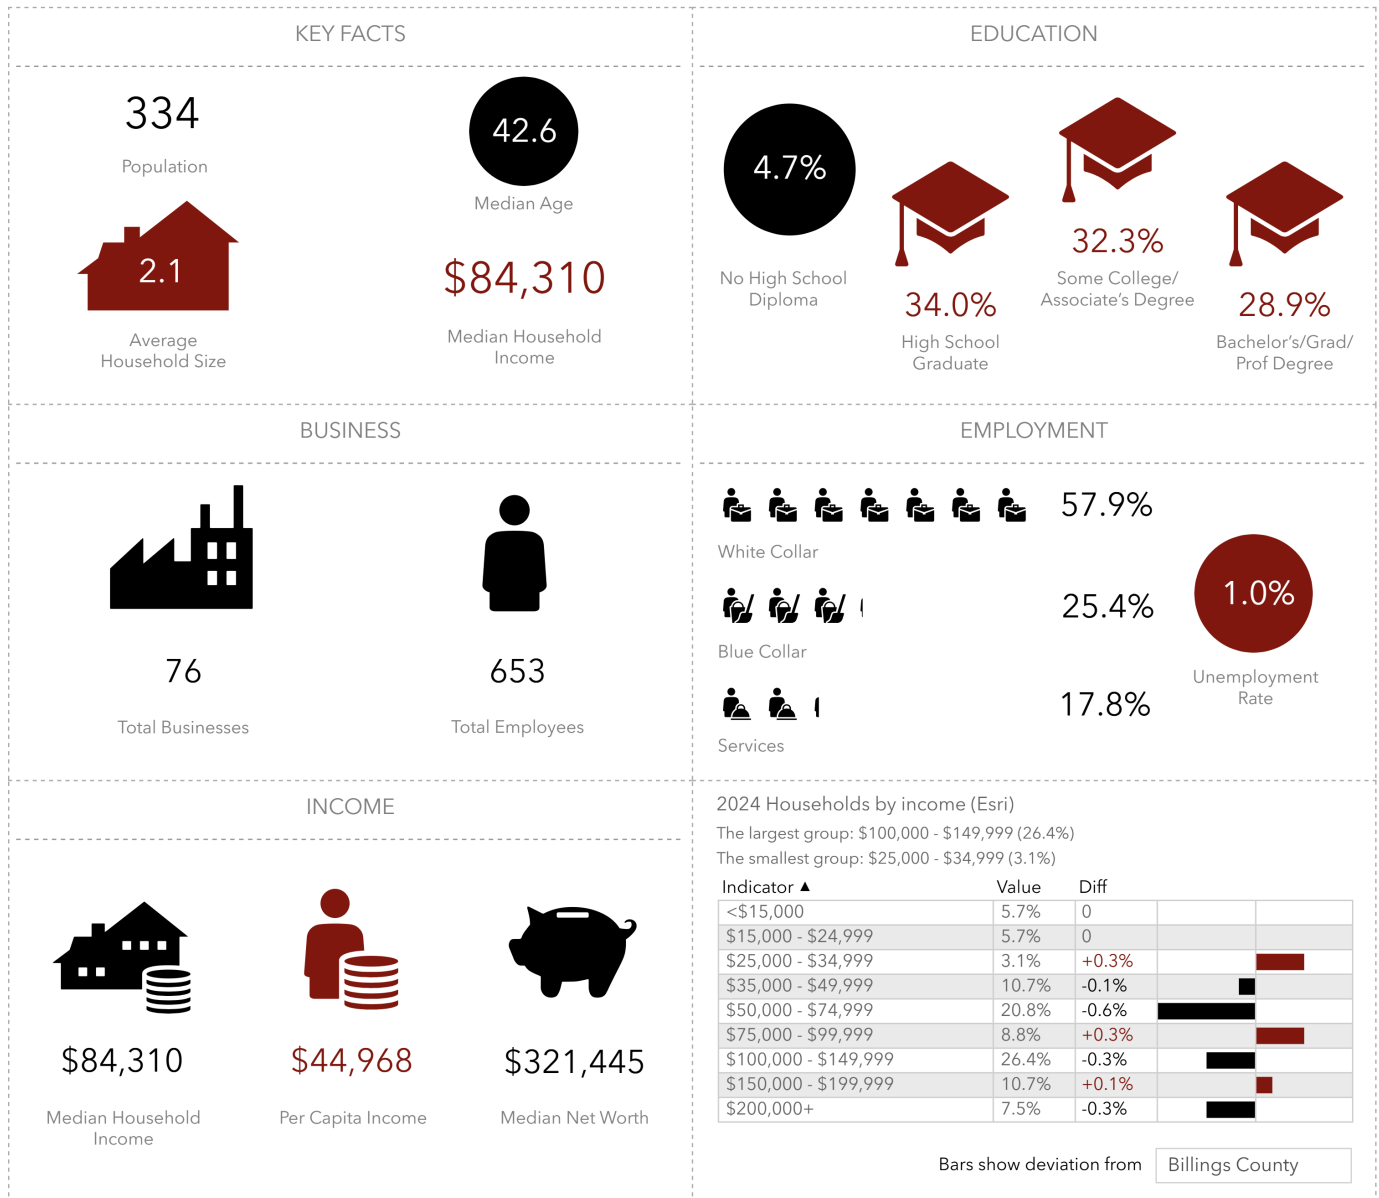 KEY FACTS
334
Population
42.6
Median Age
2.1
Average
Household Size
$84,310
Median Household
Income
EDUCATION
4.7%
No High School
Diploma
34.0%
High School
Graduate
32.3%
Some College/
Associate's Degree
28.9%
Bachelor's/Grad/
Prof Degree
BUSINESS
76
Total Businesses
653
Total Employees
EMPLOYMENT
57.9%
White Collar
25.4%
Blue Collar
17.8%
Services
1.0%
Unemployment
Rate
INCOME
$84,310
Median Household
Income
$44,968
Per Capita Income
$321,445
Median Net Worth
2024 Households by income (Esri)
The largest group: $100,000 - $149,999 (26.4%)
The smallest group: $25,000 - $34,999 (3.1%)
Indicator ▲ Value Diff
<$15,000 5.7% 0
$15,000 - $24,999 5.7% 0
$25,000 - $34,999 3.1% +0.3%
$35,000 - $49,999 10.7% -0.1%
$50,000 - $74,999 20.8% -0.6%
$75,000 - $99,999 8.8% +0.3%
$100,000 - $149,999 26.4% -0.3%
$150,000 - $199,999 10.7% +0.1%
$200,000+ 7.5% -0.3%
Bars show deviation from Billings County